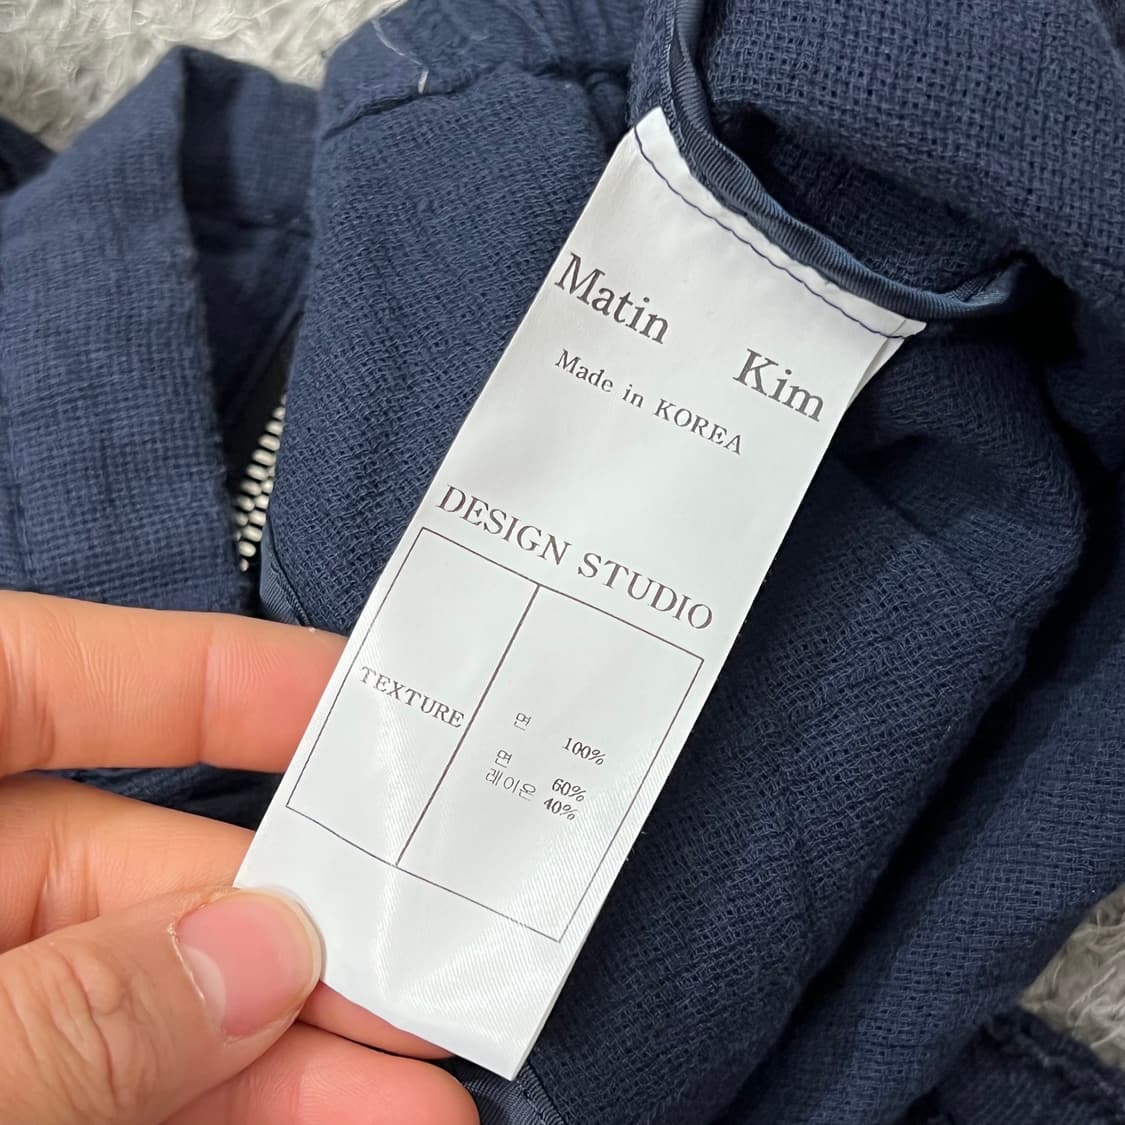 Matin Kim
Made in KOREA
DESIGN STUDIO
TEXTURE
면 100%
면 60%
레이온 40%